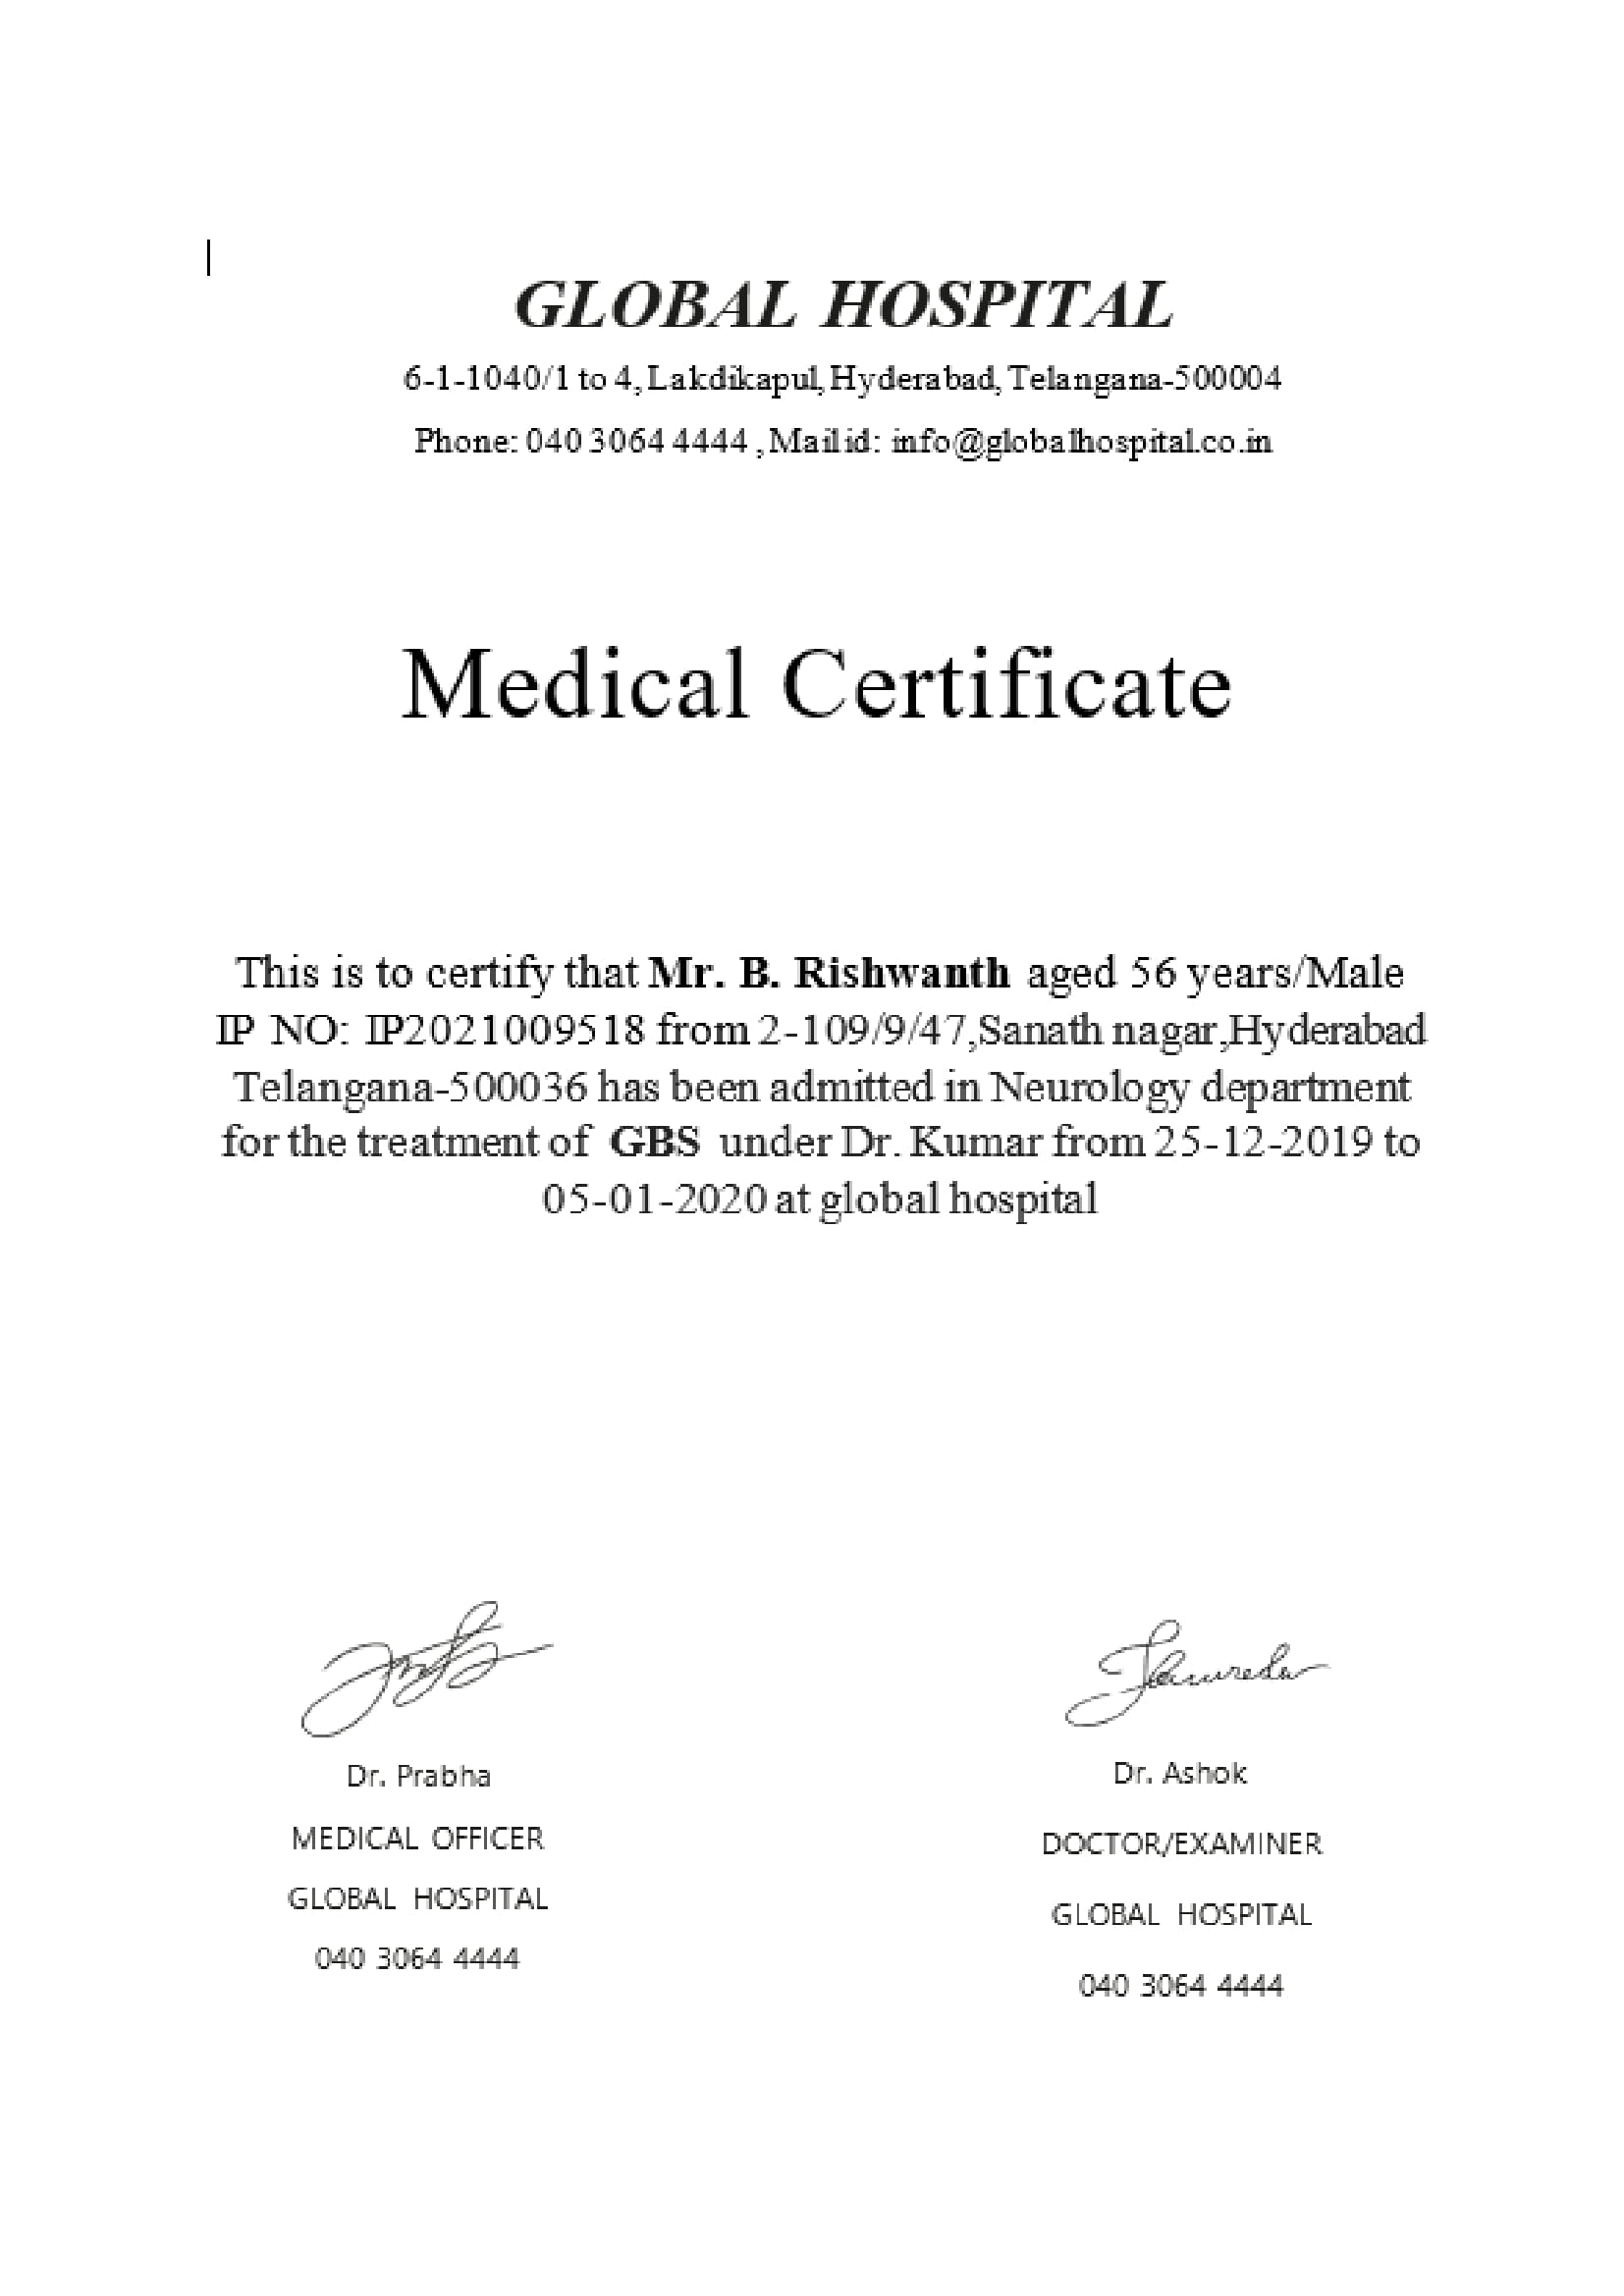 GLOBAL HOSPITAL
6-1-1040/1 to 4, Lakdikapul, Hyderabad, Telangana-500004
Phone: 040 3064 4444 , Mail id: info@globalhospital.co.in
Medical Certificate
This is to certify that Mr. B. Rishwanth aged 56 years/Male
IP NO: IP2021009518 from 2-109/9/47,Sanath nagar,Hyderabad
Telangana-500036 has been admitted in Neurology department
for the treatment of GBS under Dr. Kumar from 25-12-2019 to
05-01-2020 at global hospital
Dr. Prabha
MEDICAL OFFICER
GLOBAL HOSPITAL
040 3064 4444
Dr. Ashok
DOCTOR/EXAMINER
GLOBAL HOSPITAL
040 3064 4444